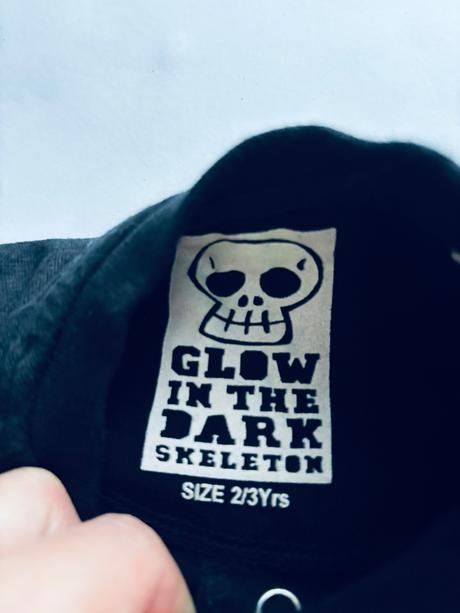 GLOW
IN THE
DARK
SKELETON
SIZE 2/3Yrs